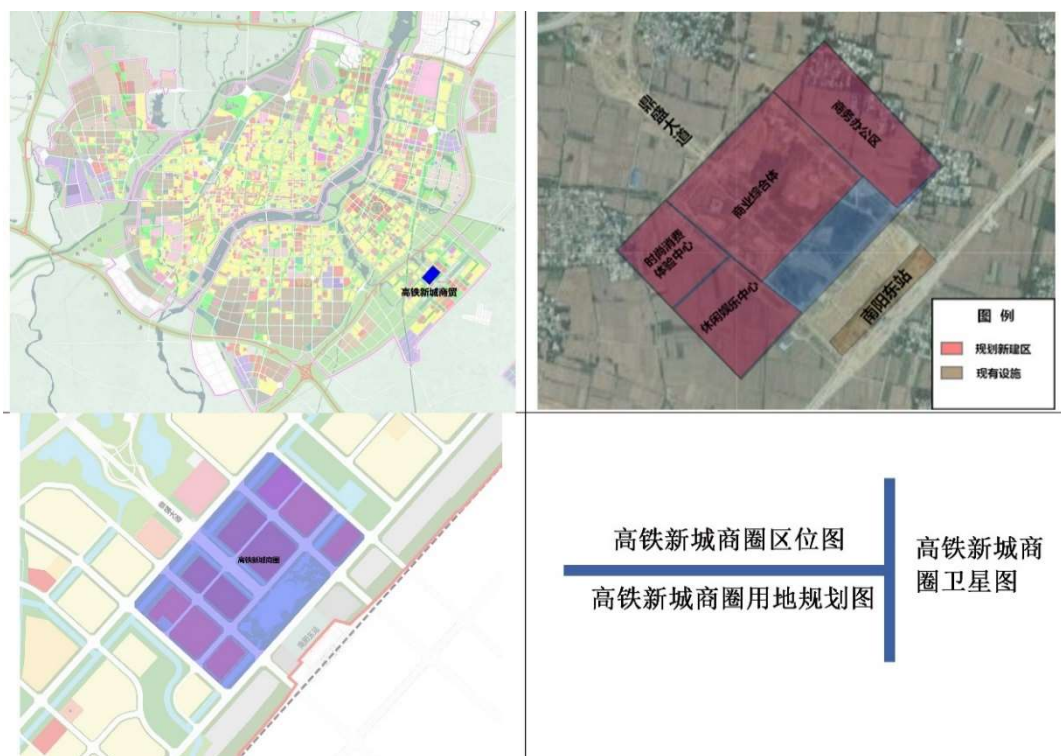 高铁新城商贸
商务办公区
商业综合体
时尚消费
体验中心
休闲娱乐中心
南阳东站
图 例
规划新建区
现有设施
高铁新城商圈
高铁新城商圈区位图
高铁新城商圈用地规划图
高铁新城商
圈卫星图